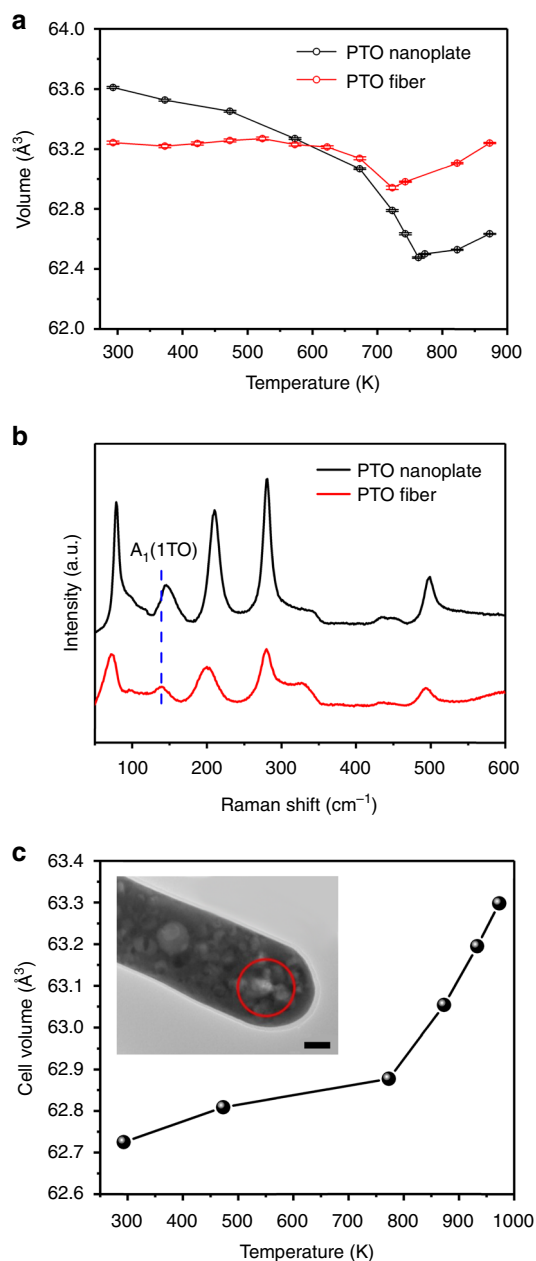 a
64.0
63.6
63.2
62.8
62.4
62.0
Volume (Å³)
PTO nanoplate
PTO fiber
300 400 500 600 700 800 900
Temperature (K)
b
PTO nanoplate
PTO fiber
A₁(1TO)
Intensity (a.u.)
100 200 300 400 500 600
Raman shift (cm⁻¹)
c
63.4
63.3
63.2
63.1
63.0
62.9
62.8
62.7
62.6
Cell volume (Å³)
300 400 500 600 700 800 900 1000
Temperature (K)